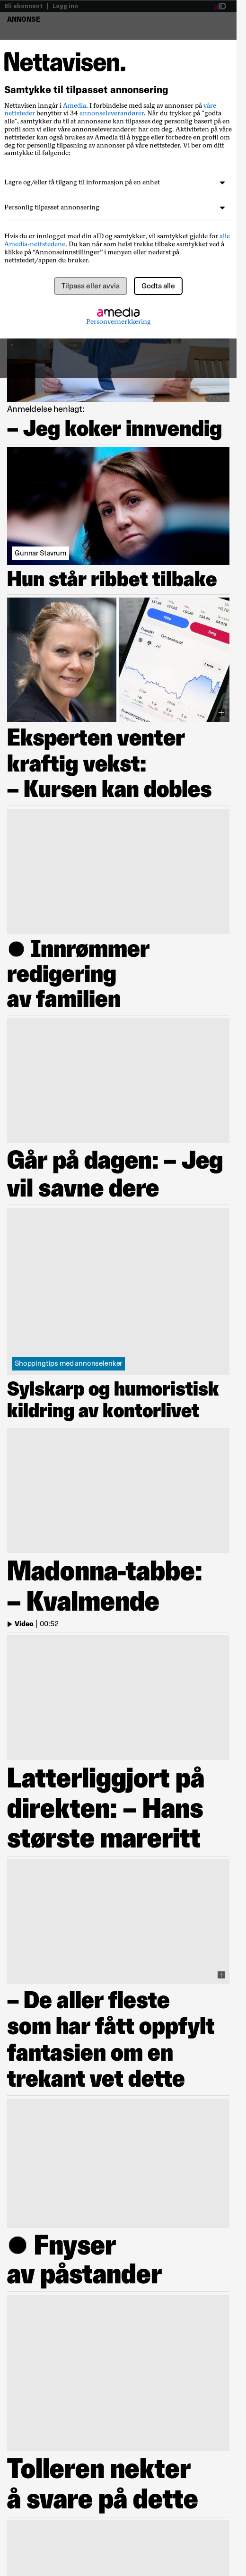 Bli abonnent | Logg inn
aID
ANNONSE
Nettavisen.
Samtykke til tilpasset annonsering
Nettavisen inngår i Amedia. I forbindelse med salg av annonser på våre
nettsteder benytter vi 34 annonseleverandører. Når du trykker på "godta
alle", samtykker du til at annonsene kan tilpasses deg personlig basert på en
profil som vi eller våre annonseleverandører har om deg. Aktiviteten på våre
nettsteder kan også brukes av Amedia til å bygge eller forbedre en profil om
deg, for personlig tilpasning av annonser på våre nettsteder. Vi ber om ditt
samtykke til følgende:
Lagre og/eller få tilgang til informasjon på en enhet
Personlig tilpasset annonsering
Hvis du er innlogget med din aID og samtykker, vil samtykket gjelde for alle
Amedia-nettstedene. Du kan når som helst trekke tilbake samtykket ved å
klikke på “Annonseinnstillinger” i menyen eller nederst på
nettstedet/appen du bruker.
Tipass eller avvis
Godta alle
amedia
Personvernerklæring
Anmeldelse henlagt:
– Jeg koker innvendig
Gunnar Stavrum
Hun står ribbet tilbake
Kjøp
Salg
Oversikt
Din beholdning
Eksperten venter
kraftig vekst:
– Kursen kan dobles
● Innrømmer
redigering
av familien
Går på dagen: – Jeg
vil savne dere
Shoppingtips med annonselenker
Sylskarp og humoristisk
kildring av kontorlivet
Madonna-tabbe:
– Kvalmende
Video | 00:52
Latterliggjort på
direkten: – Hans
største mareritt
– De aller fleste
som har fått oppfylt
fantasien om en
trekant vet dette
● Fnyser
av påstander
Tolleren nekter
å svare på dette